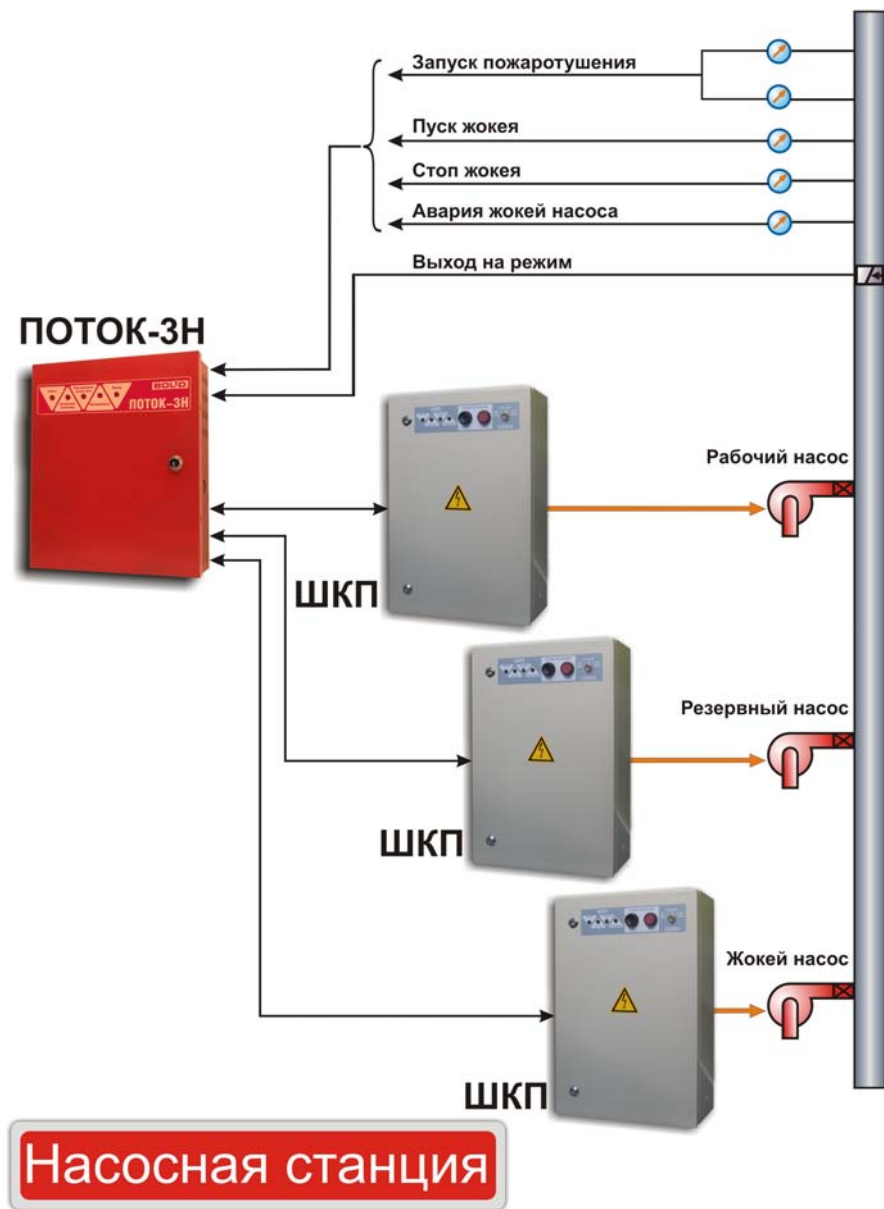 Запуск пожаротушения
Пуск жокея
Стоп жокея
Авария жокей насоса
Выход на режим
ПОТОК-3Н
BOLID
ПОТОК-3Н
Рабочий насос
ШКП
Резервный насос
ШКП
Жокей насос
ШКП
Насосная станция